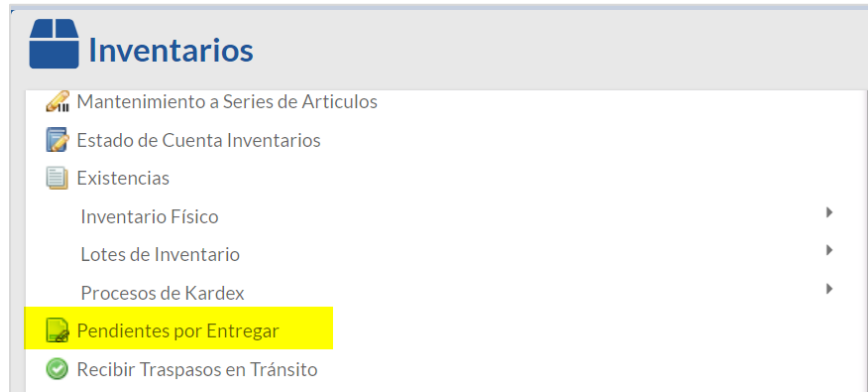 Inventarios
Mantenimiento a Series de Articulos
Estado de Cuenta Inventarios
Existencias
Inventario Físico
Lotes de Inventario
Procesos de Kardex
Pendientes por Entregar
Recibir Traspasos en Tránsito